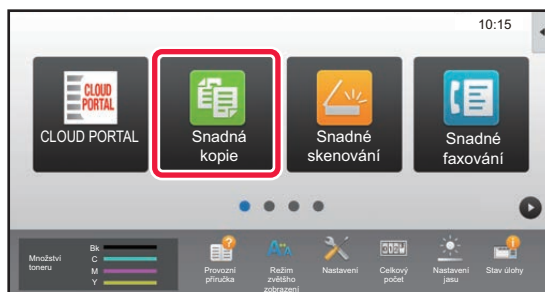 10:15
CLOUD
PORTAL
CLOUD PORTAL
Snadná
kopie
Snadné
skenování
Snadné
faxování
Množství
toneru
Bk
C
M
Y
Provozní
příručka
Režim
zvětšho
zobrazení
Nastavení
Celkový
počet
Nastavení
jasu
Stav úlohy